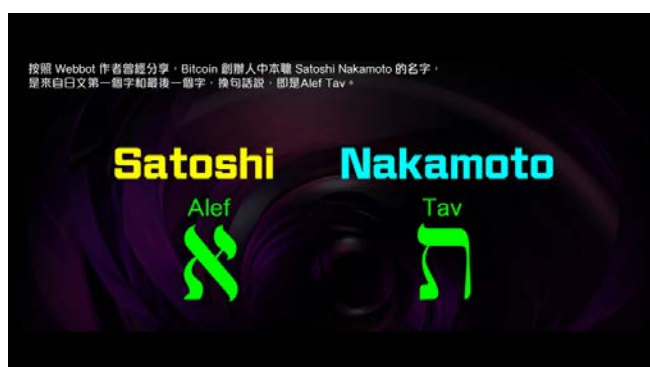 按照 Webbot 作者曾經分享，Bitcoin 創辦人中本聰 Satoshi Nakamoto 的名字，
是來自日文第一個字和最後一個字，換句話說，即是Alef Tav。
Satoshi Nakamoto
Alef Tav
א ת